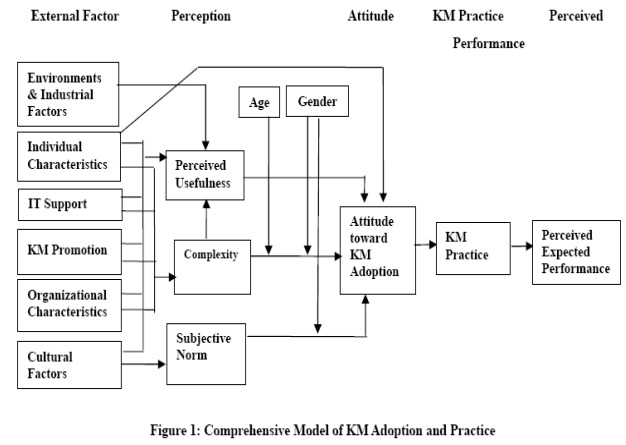 External Factor Perception Attitude KM Practice Perceived
Performance
Environments
& Industrial
Factors
Age
Gender
Individual
Characteristics
Perceived
Usefulness
IT Support
Attitude
toward
KM
Adoption
KM
Practice
Perceived
Expected
Performance
KM Promotion
Complexity
Organizational
Characteristics
Subjective
Norm
Cultural
Factors
Figure 1: Comprehensive Model of KM Adoption and Practice